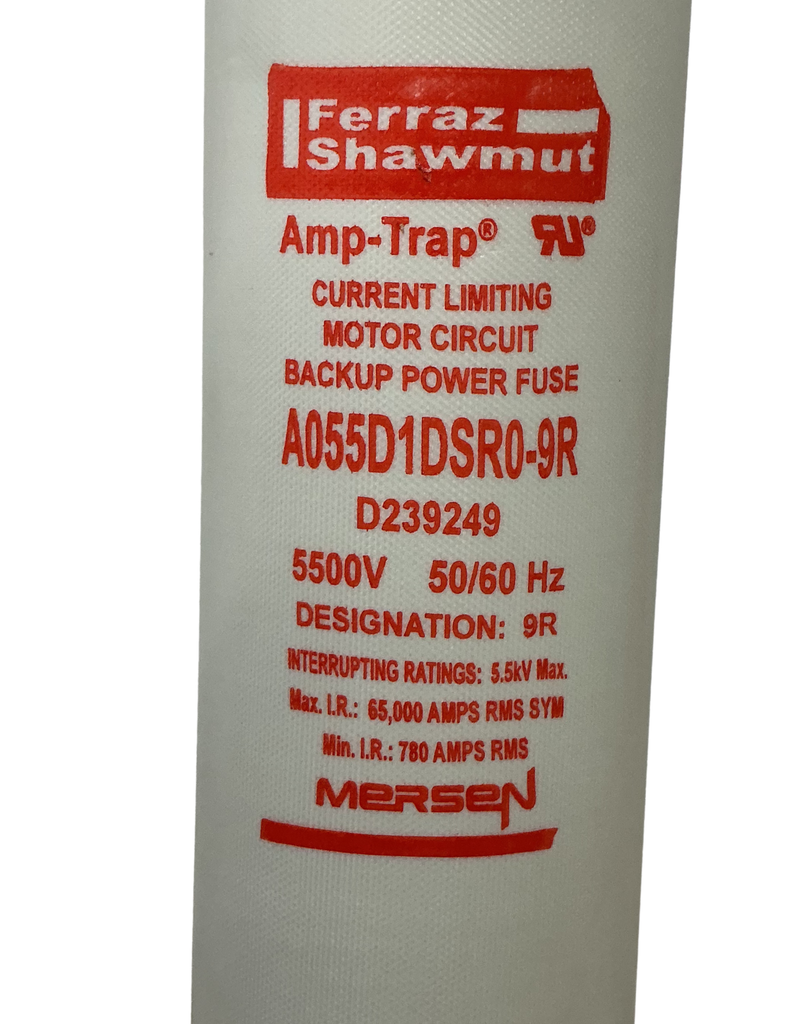 Ferraz
Shawmut
Amp-Trap® RU®
CURRENT LIMITING
MOTOR CIRCUIT
BACKUP POWER FUSE
A055D1DSR0-9R
D239249
5500V 50/60 Hz
DESIGNATION: 9R
INTERRUPTING RATINGS: 5.5kV Max.
Max. I.R.: 65,000 AMPS RMS SYM
Min. I.R.: 780 AMPS RMS
MERSEN